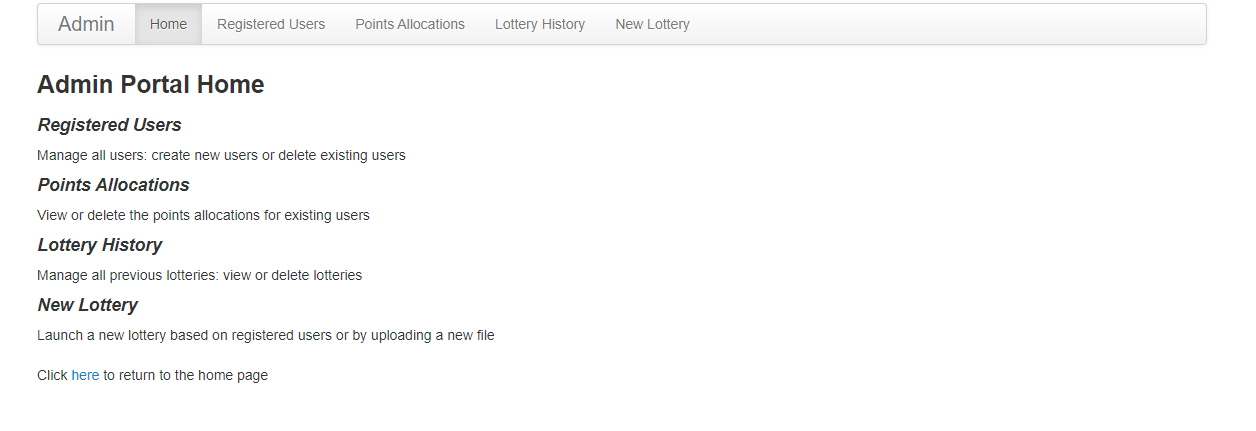 Admin Home Registered Users Points Allocations Lottery History New Lottery
Admin Portal Home
Registered Users
Manage all users: create new users or delete existing users
Points Allocations
View or delete the points allocations for existing users
Lottery History
Manage all previous lotteries: view or delete lotteries
New Lottery
Launch a new lottery based on registered users or by uploading a new file
Click here to return to the home page